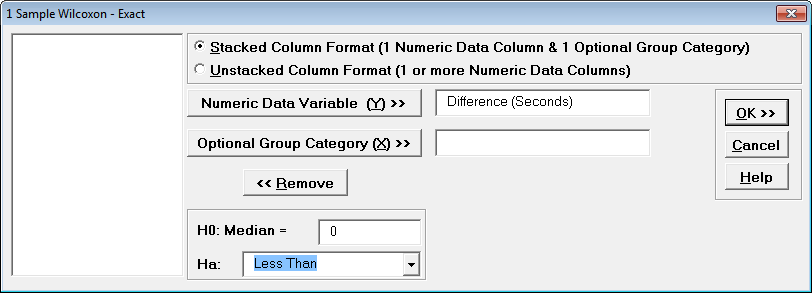 1 Sample Wilcoxon - Exact
Stacked Column Format (1 Numeric Data Column & 1 Optional Group Category)
Unstacked Column Format (1 or more Numeric Data Columns)
Numeric Data Variable (Y) >>
Difference (Seconds)
Optional Group Category (X) >>
<< Remove
OK >>
Cancel
Help
H0: Median =
0
Ha:
Less Than